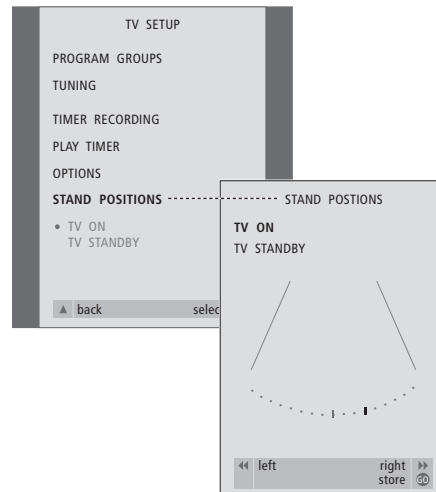 TV SETUP
PROGRAM GROUPS
TUNING
TIMER RECORDING
PLAY TIMER
OPTIONS
STAND POSITIONS
• TV ON
TV STANDBY
▲ back selec
STAND POSTIONS
TV ON
TV STANDBY
◀◀ left right ▶▶
store GO